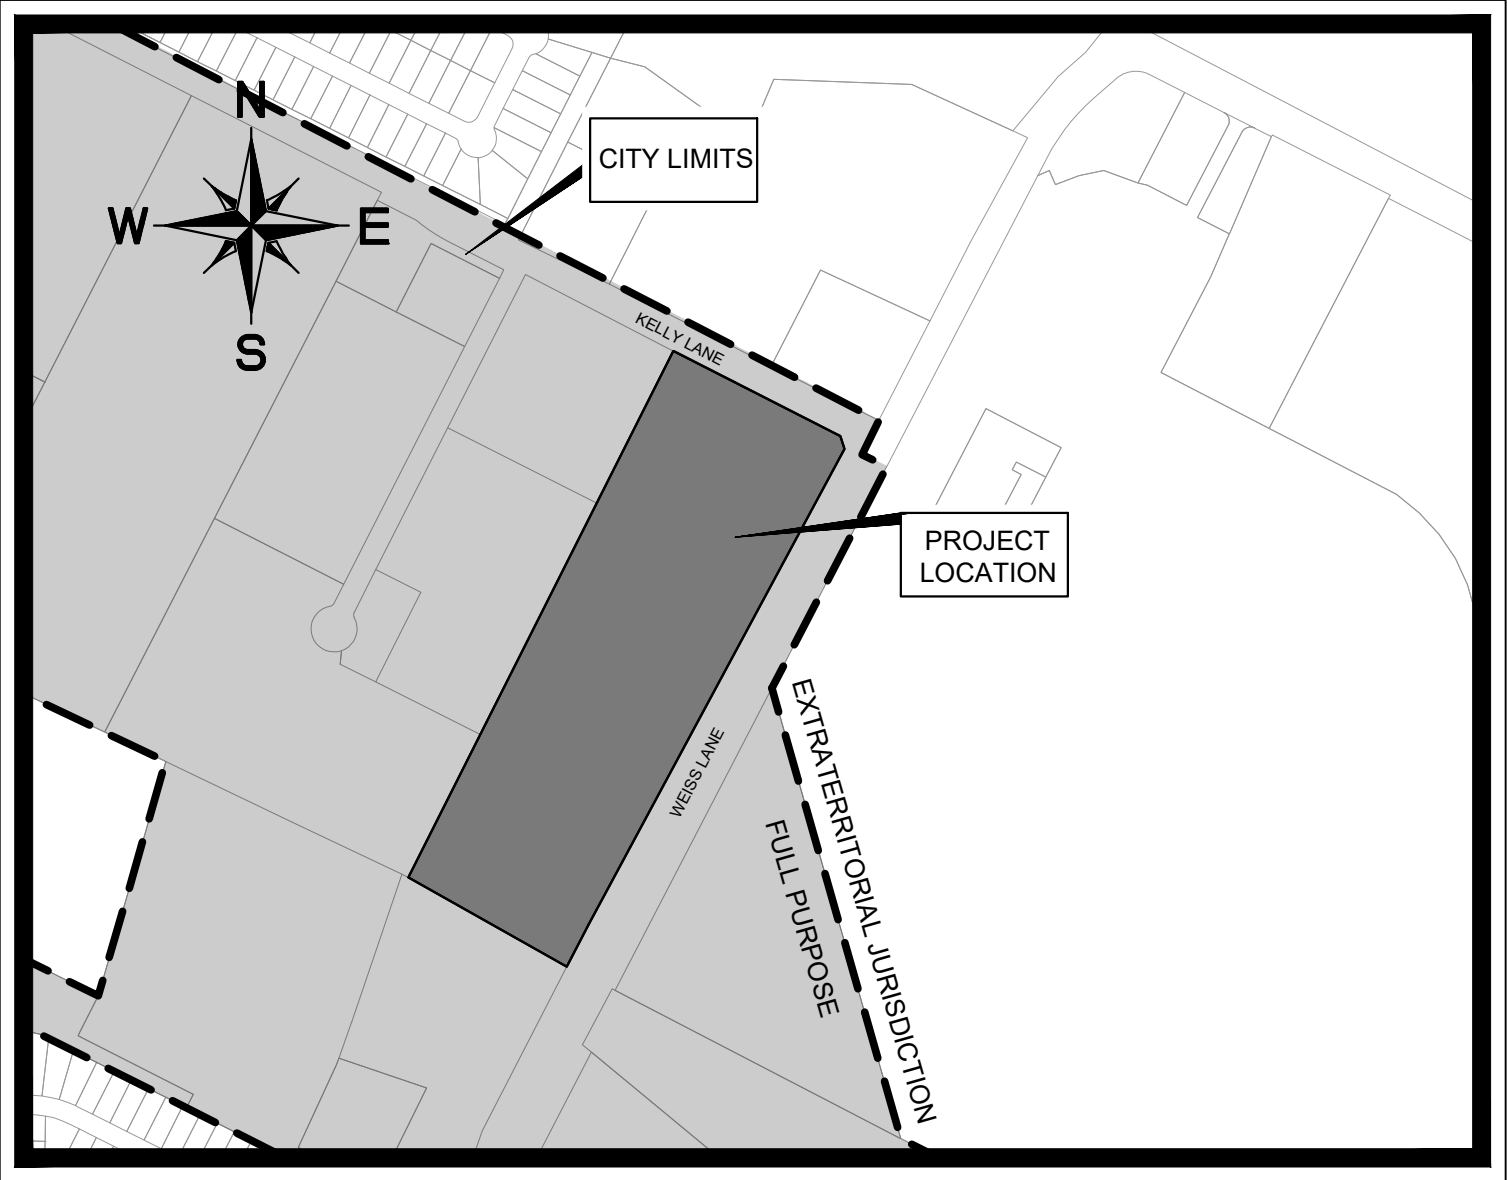 N
CITY LIMITS
W
E
KELLY LANE
S
PROJECT
LOCATION
EXTRATERRITORIAL JURISDICTION
WEISS LANE
FULL PURPOSE